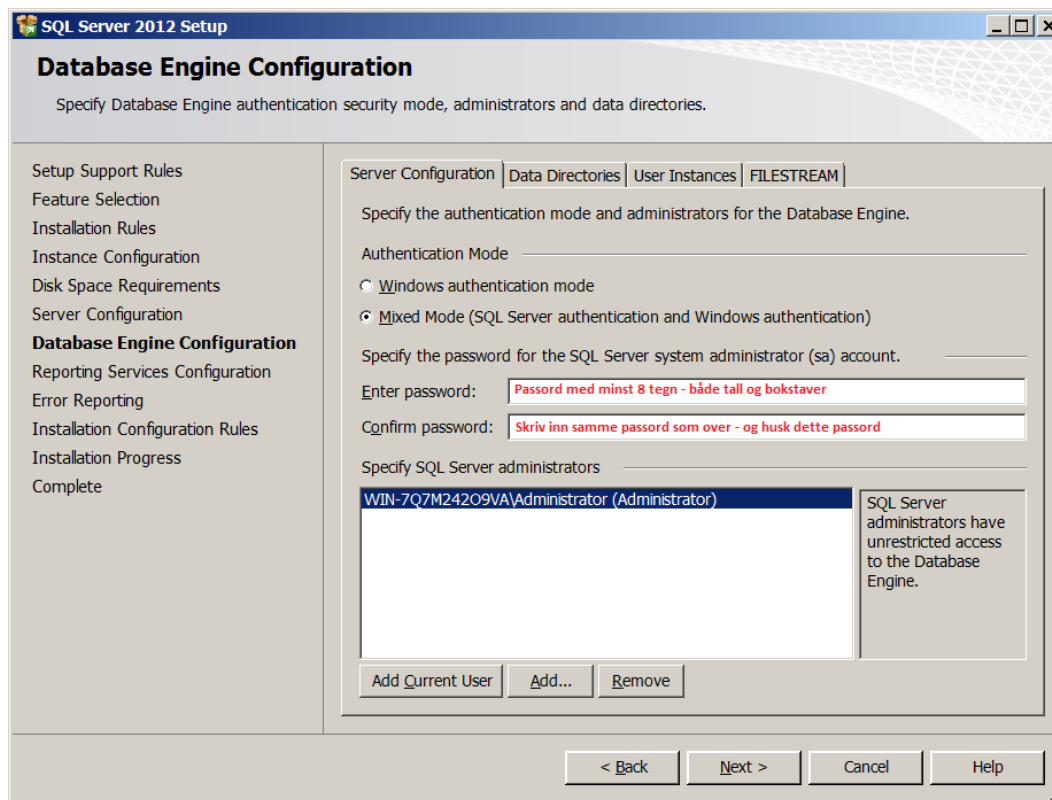 SQL Server 2012 Setup
Database Engine Configuration
Specify Database Engine authentication security mode, administrators and data directories.
Setup Support Rules
Feature Selection
Installation Rules
Instance Configuration
Disk Space Requirements
Server Configuration
Database Engine Configuration
Reporting Services Configuration
Error Reporting
Installation Configuration Rules
Installation Progress
Complete
Server Configuration Data Directories User Instances FILESTREAM
Specify the authentication mode and administrators for the Database Engine.
Authentication Mode
Windows authentication mode
Mixed Mode (SQL Server authentication and Windows authentication)
Specify the password for the SQL Server system administrator (sa) account.
Enter password: Passord med minst 8 tegn - både tall og bokstaver
Confirm password: Skriv inn samme passord som over - og husk dette passord
Specify SQL Server administrators
WIN-7Q7M242O9VA\Administrator (Administrator)
SQL Server
administrators have
unrestricted access
to the Database
Engine.
Add Current User Add... Remove
< Back Next > Cancel Help